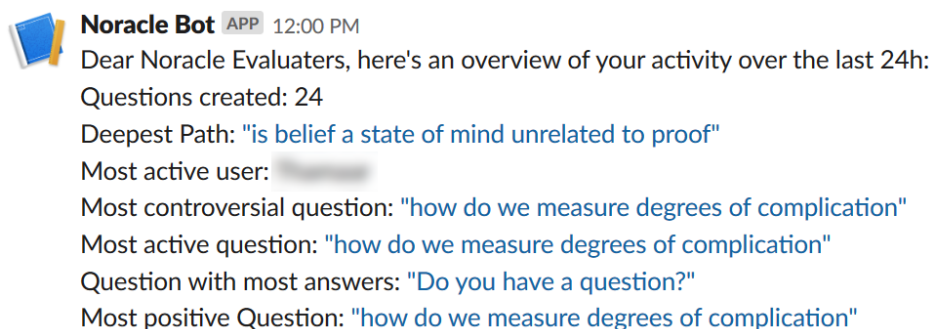 Noracle Bot APP 12:00 PM
Dear Noracle Evaluaters, here's an overview of your activity over the last 24h:
Questions created: 24
Deepest Path: "is belief a state of mind unrelated to proof"
Most active user:
Most controversial question: "how do we measure degrees of complication"
Most active question: "how do we measure degrees of complication"
Question with most answers: "Do you have a question?"
Most positive Question: "how do we measure degrees of complication"